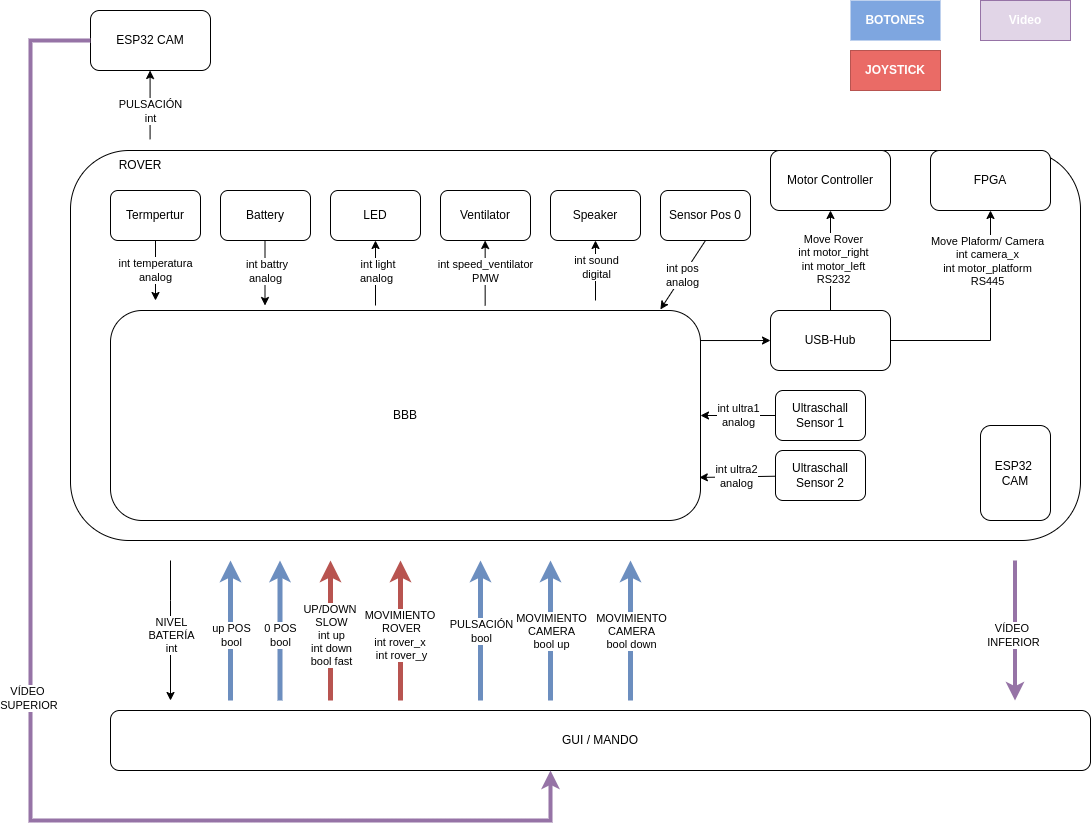 BOTONES
Video
ESP32 CAM
JOYSTICK
PULSACIÓN
int
ROVER
Termpertur
Battery
LED
Ventilator
Speaker
Sensor Pos 0
Motor Controller
FPGA
int temperatura
analog
int battry
analog
int light
analog
int speed_ventilator
PMW
int sound
digital
int pos
analog
Move Rover
int motor_right
int motor_left
RS232
Move Plaform/ Camera
int camera_x
int motor_platform
RS445
BBB
USB-Hub
int ultra1
analog
Ultraschall
Sensor 1
int ultra2
analog
Ultraschall
Sensor 2
ESP32
CAM
NIVEL
BATERÍA
int
up POS
bool
0 POS
bool
UP/DOWN
SLOW
int up
int down
bool fast
MOVIMIENTO
ROVER
int rover_x
int rover_y
PULSACIÓN
bool
MOVIMIENTO
CAMERA
bool up
MOVIMIENTO
CAMERA
bool down
VÍDEO
INFERIOR
VÍDEO
SUPERIOR
GUI / MANDO